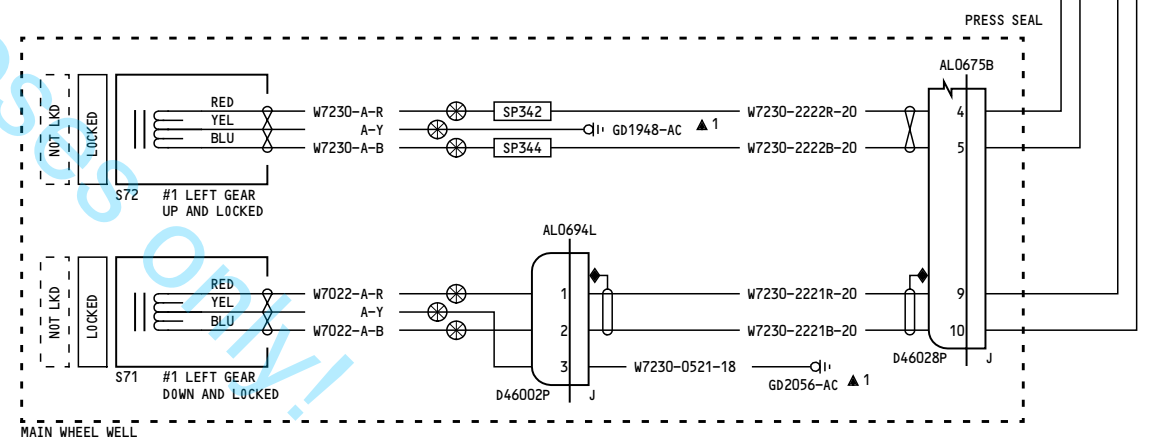 PRESS SEAL
AL0675B
NOT LKD
LOCKED
RED
YEL
BLU
W7230-A-R
A-Y
W7230-A-B
SP342
SP344
GD1948-AC
1
W7230-2222R-20
W7230-2222B-20
4
5
S72
#1 LEFT GEAR
UP AND LOCKED
AL0694L
NOT LKD
LOCKED
RED
YEL
BLU
W7022-A-R
A-Y
W7022-A-B
1
2
3
W7230-2221R-20
W7230-2221B-20
9
10
W7230-0521-18
GD2056-AC
1
D46028P
J
S71
#1 LEFT GEAR
DOWN AND LOCKED
D46002P
J
MAIN WHEEL WELL
oses only!